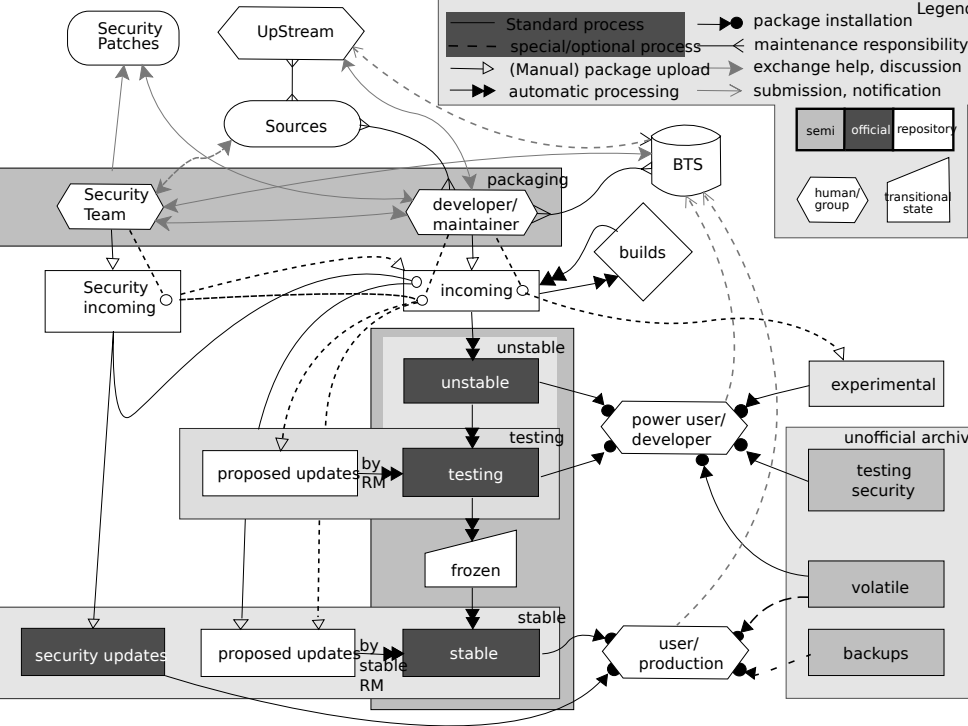 Security
Patches
UpStream
Sources
BTS
Legend
Standard process
special/optional process
(Manual) package upload
automatic processing
package installation
maintenance responsibility
exchange help, discussion
submission, notification
semi
official
repository
human/
group
transitional
state
packaging
Security
Team
developer/
maintainer
builds
Security
incoming
incoming
unstable
unstable
experimental
testing
power user/
developer
unofficial archiv
proposed updates
by
RM
testing
testing
security
frozen
volatile
stable
security updates
proposed updates
by
stable
RM
stable
user/
production
backups